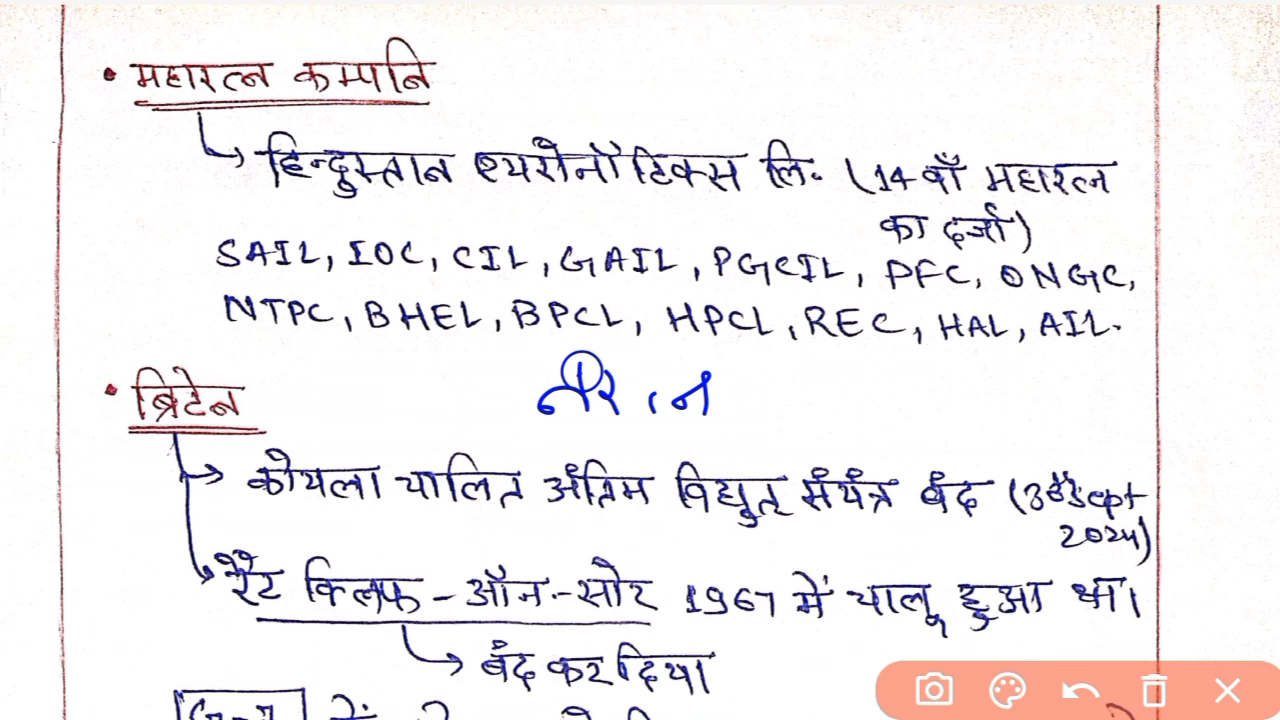 • महारत्न कम्पनि
हिन्दुस्तान एयरोनॉटिक्स लि. (14 वाँ महारत्न
का दर्जा)
SAIL, IOC, CIL, GAIL, PGCIL, PFC, ONGC,
NTPC, BHEL, BPCL, HPCL, REC, HAL, AIL.
• ब्रिटेन
कोयला चालित अंतिम विद्युत् संयंत्र बंद (30 Sept
2024)
रैट क्लिफ - ऑन - सोर 1967 में चालू हुआ था।
बंद कर दिया